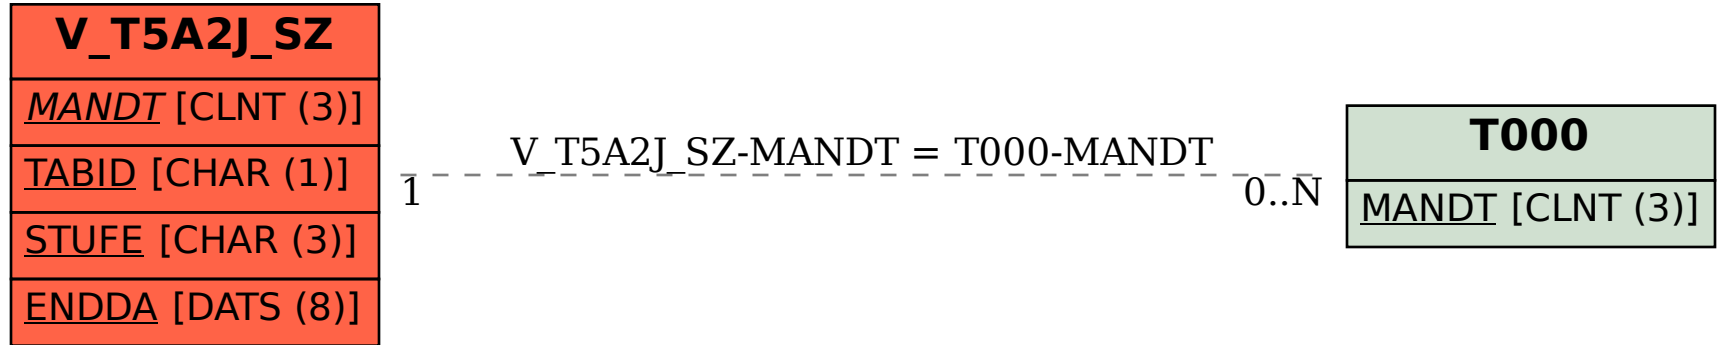 V_T5A2J_SZ
MANDT [CLNT (3)]
TABID [CHAR (1)]
STUFE [CHAR (3)]
ENDDA [DATS (8)]
V_T5A2J_SZ-MANDT = T000-MANDT
1
0..N
T000
MANDT [CLNT (3)]